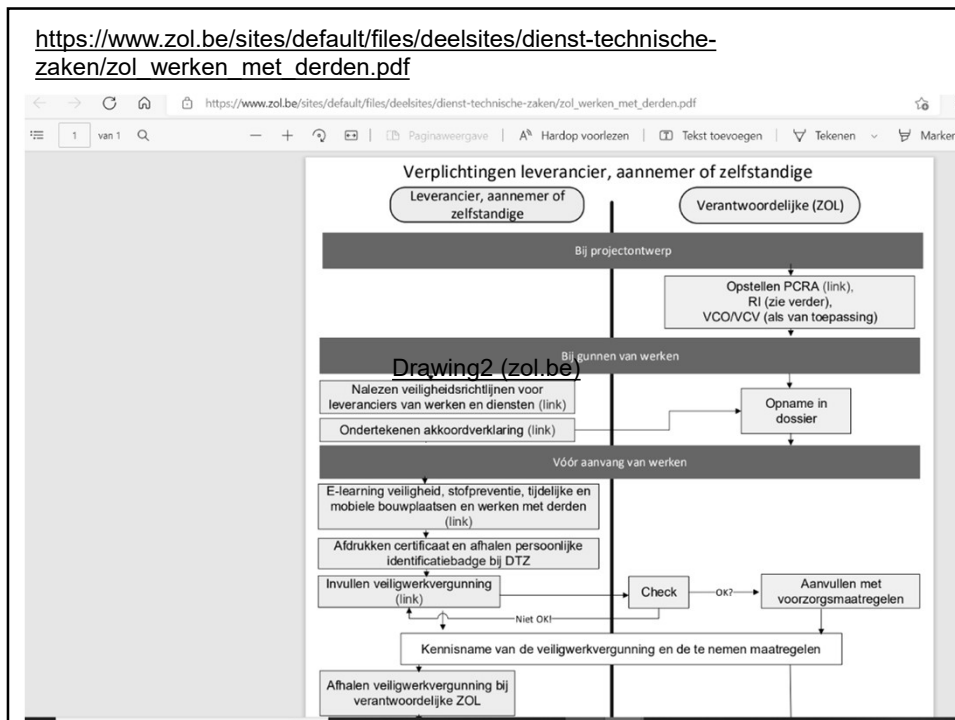 https://www.zol.be/sites/default/files/deelsites/dienst-technische-
zaken/zol_werken_met_derden.pdf
https://www.zol.be/sites/default/files/deelsites/dienst-technische-zaken/zol_werken_met_derden.pdf
1 van 1 Paginaweergave Hardop voorlezen Tekst toevoegen Tekenen Marker
Verplichtingen leverancier, aannemer of zelfstandige
Leverancier, aannemer of
zelfstandige
Verantwoordelijke (ZOL)
Bij projectontwerp
Opstellen PCRA (link),
RI (zie verder),
VCO/VCV (als van toepassing)
Bij gunnen van werken
Drawing2 (zol.be)
Nalezen veiligheidsrichtlijnen voor
leveranciers van werken en diensten (link)
Opname in
dossier
Ondertekenen akkoordverklaring (link)
Vóór aanvang van werken
E-learning veiligheid, stofpreventie, tijdelijke en
mobiele bouwplaatsen en werken met derden
(link)
Afdrukken certificaat en afhalen persoonlijke
identificatiebadge bij DTZ
Invullen veiligwerkvergunning
(link)
Check
OK?
Aanvullen met
voorzorgsmaatregelen
Niet OK!
Kennisname van de veiligwerkvergunning en de te nemen maatregelen
Afhalen veiligwerkvergunning bij
verantwoordelijke ZOL